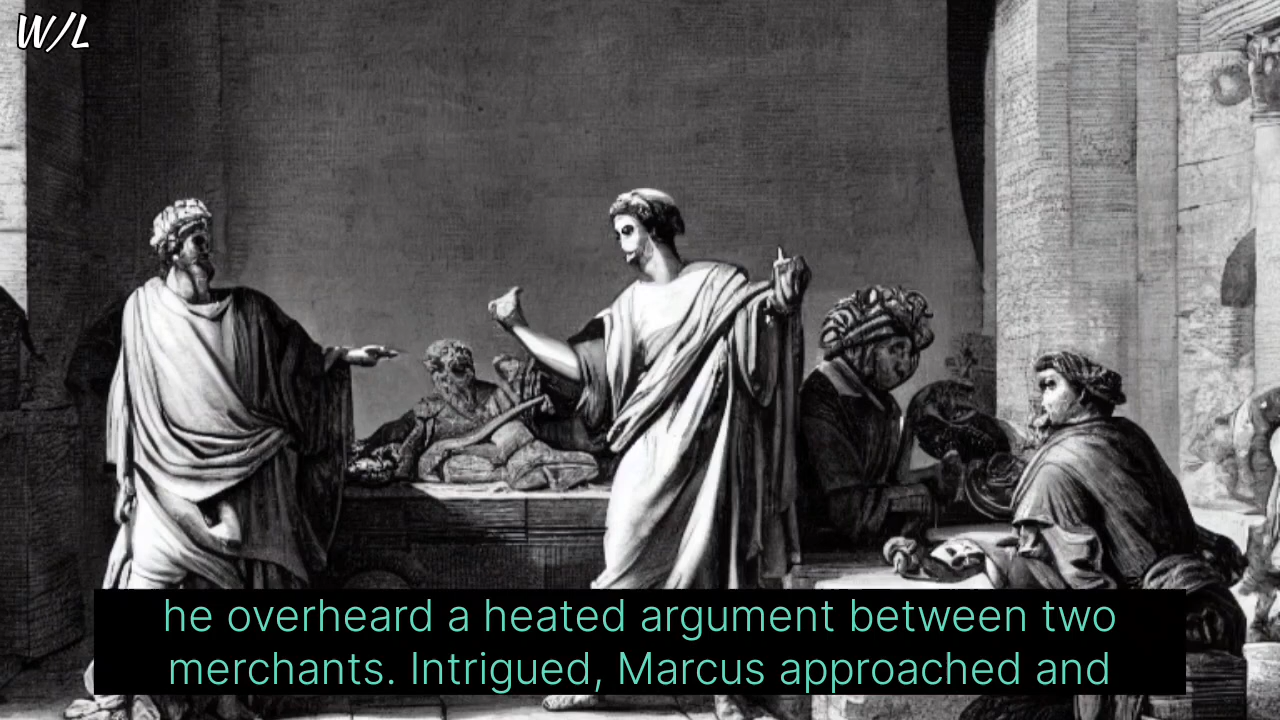 W/L
he overheard a heated argument between two
merchants. Intrigued, Marcus approached and